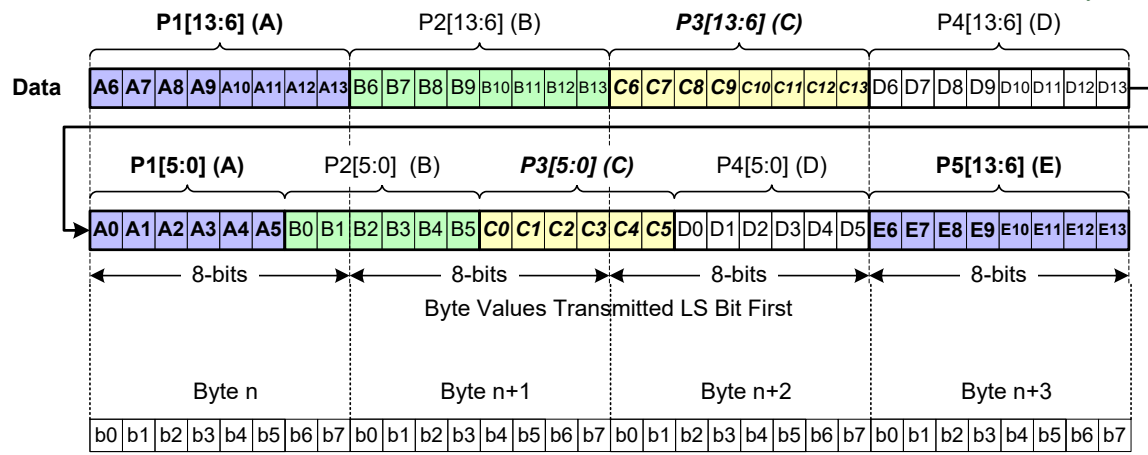 P1[13:6] (A) P2[13:6] (B) P3[13:6] (C) P4[13:6] (D)
Data A6 A7 A8 A9 A10 A11 A12 A13 B6 B7 B8 B9 B10 B11 B12 B13 C6 C7 C8 C9 C10 C11 C12 C13 D6 D7 D8 D9 D10 D11 D12 D13
P1[5:0] (A) P2[5:0] (B) P3[5:0] (C) P4[5:0] (D) P5[13:6] (E)
A0 A1 A2 A3 A4 A5 B0 B1 B2 B3 B4 B5 C0 C1 C2 C3 C4 C5 D0 D1 D2 D3 D4 D5 E6 E7 E8 E9 E10 E11 E12 E13
8-bits 8-bits 8-bits 8-bits
Byte Values Transmitted LS Bit First
Byte n Byte n+1 Byte n+2 Byte n+3
b0 b1 b2 b3 b4 b5 b6 b7 b0 b1 b2 b3 b4 b5 b6 b7 b0 b1 b2 b3 b4 b5 b6 b7 b0 b1 b2 b3 b4 b5 b6 b7